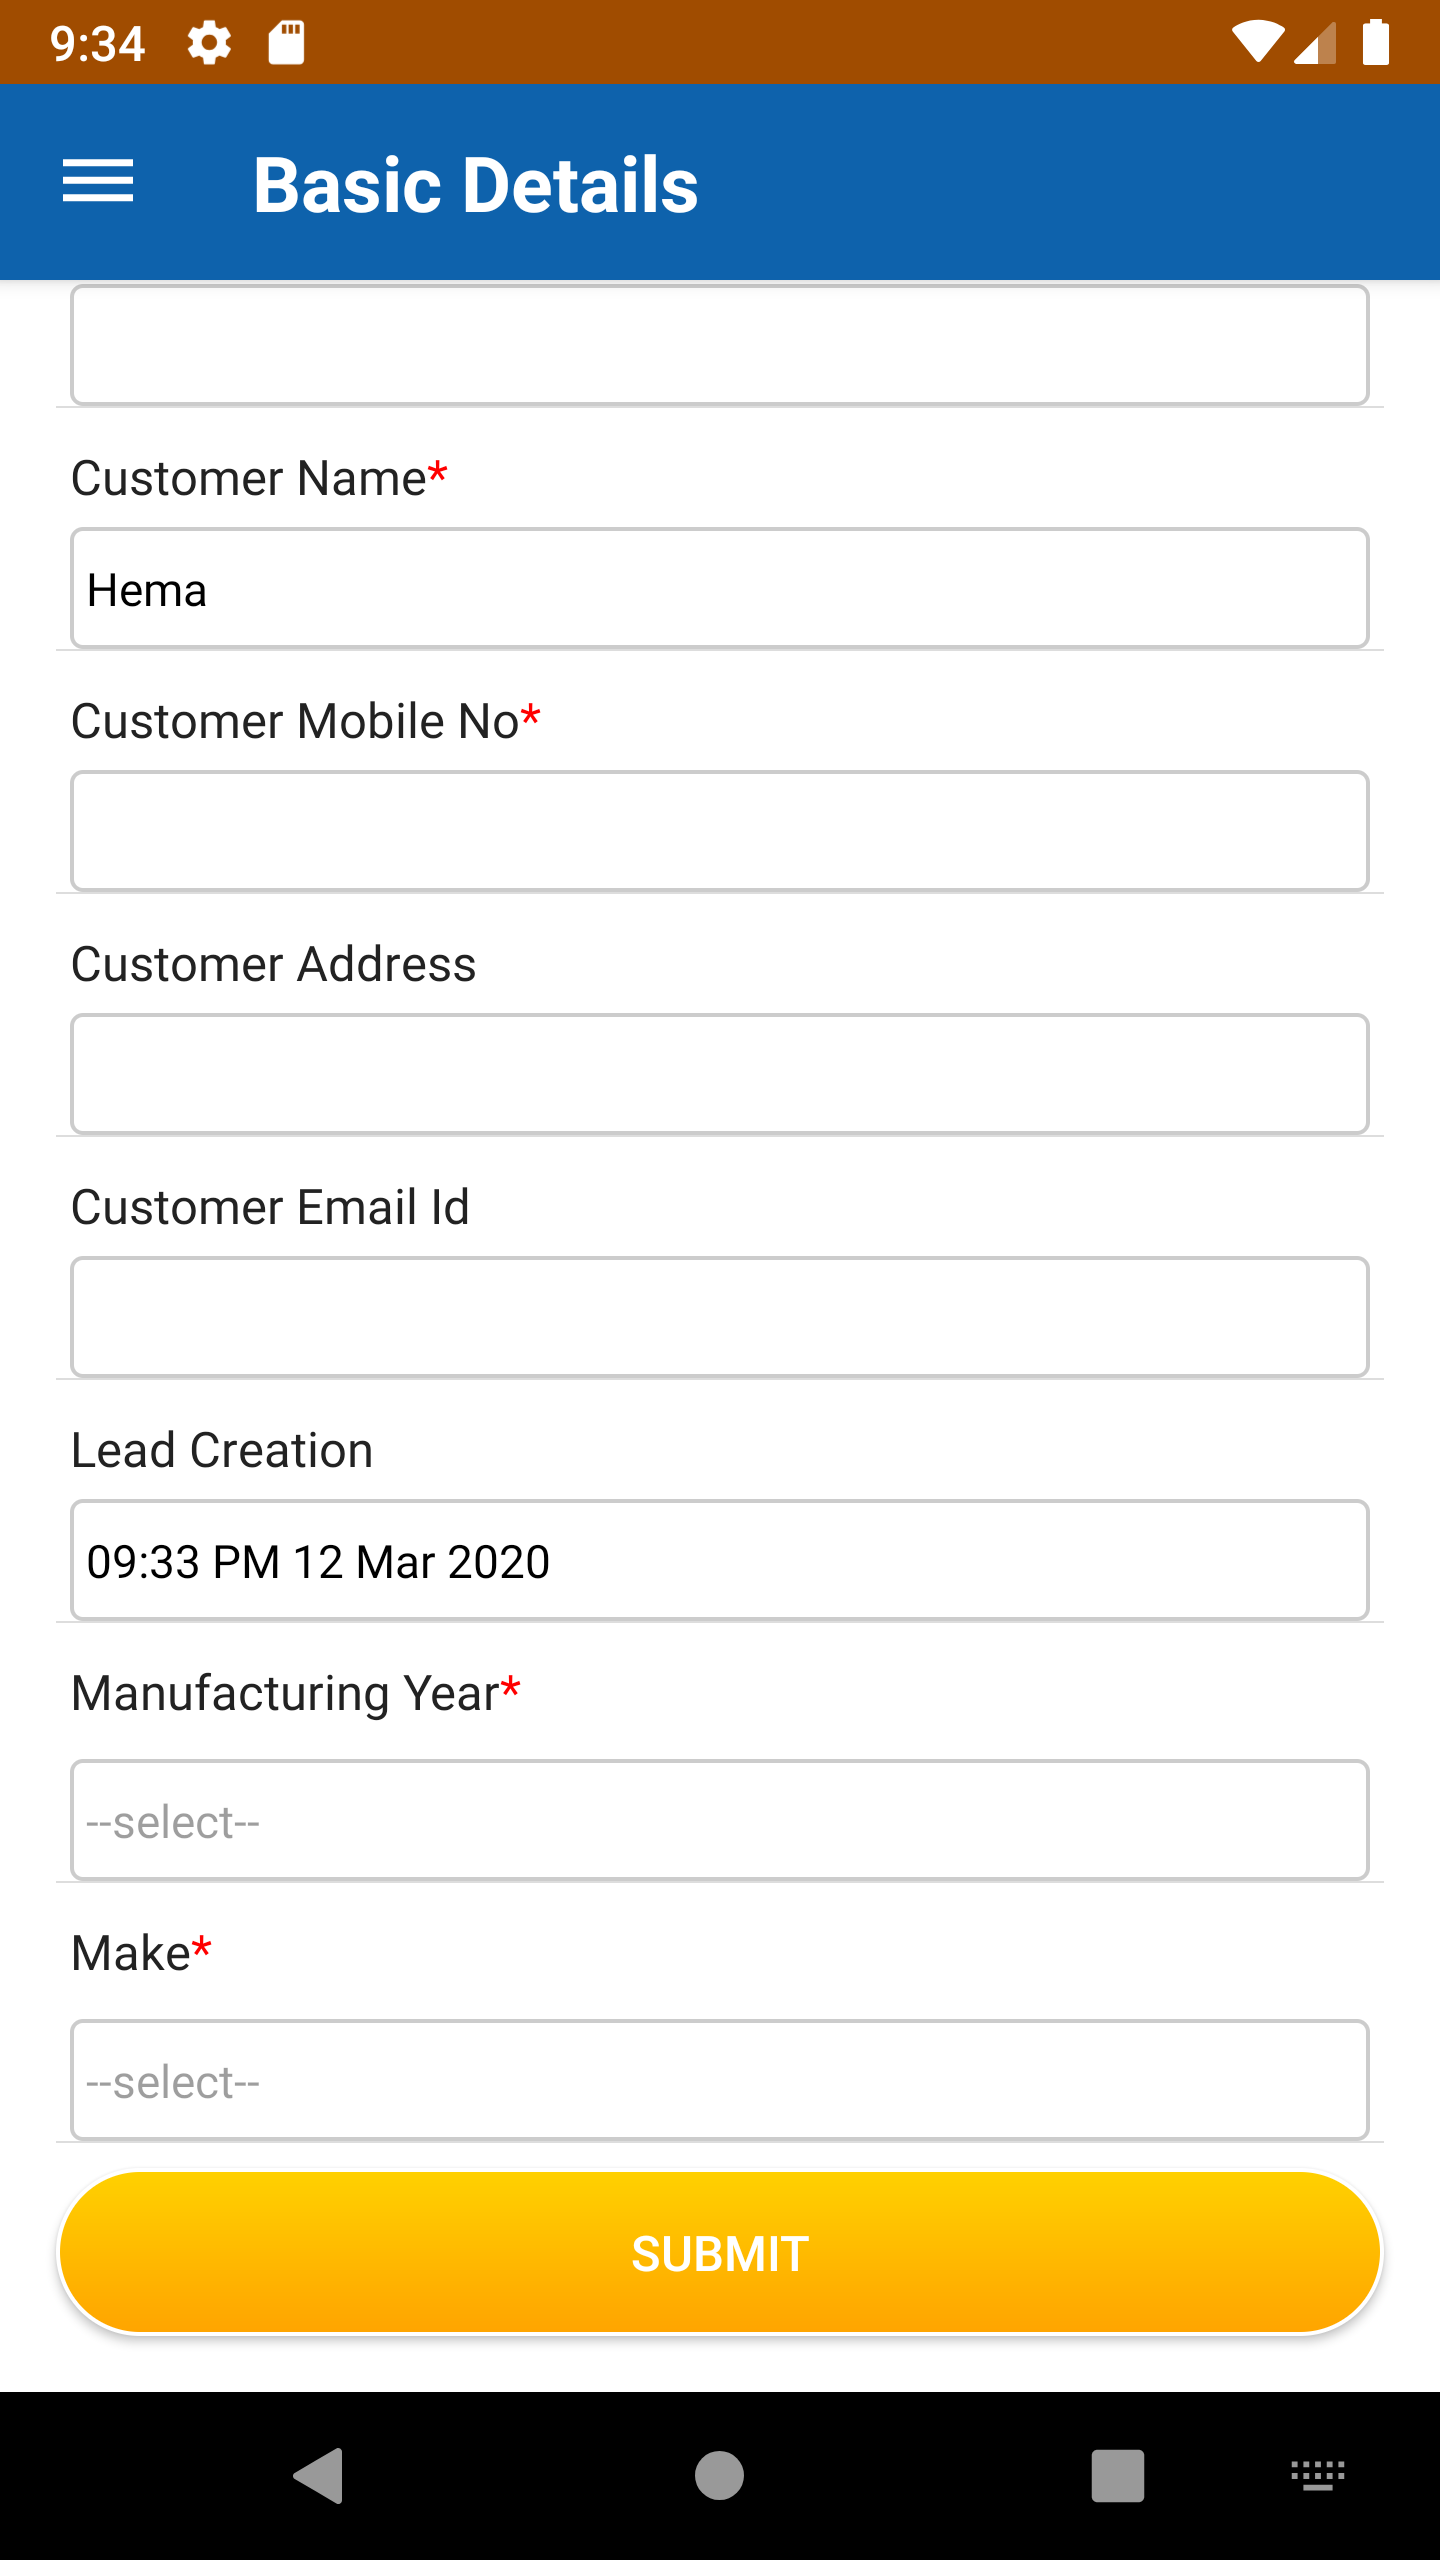 9:34
Basic Details
Customer Name*
Hema
Customer Mobile No*
Customer Address
Customer Email Id
Lead Creation
09:33 PM 12 Mar 2020
Manufacturing Year*
--select--
Make*
--select--
SUBMIT